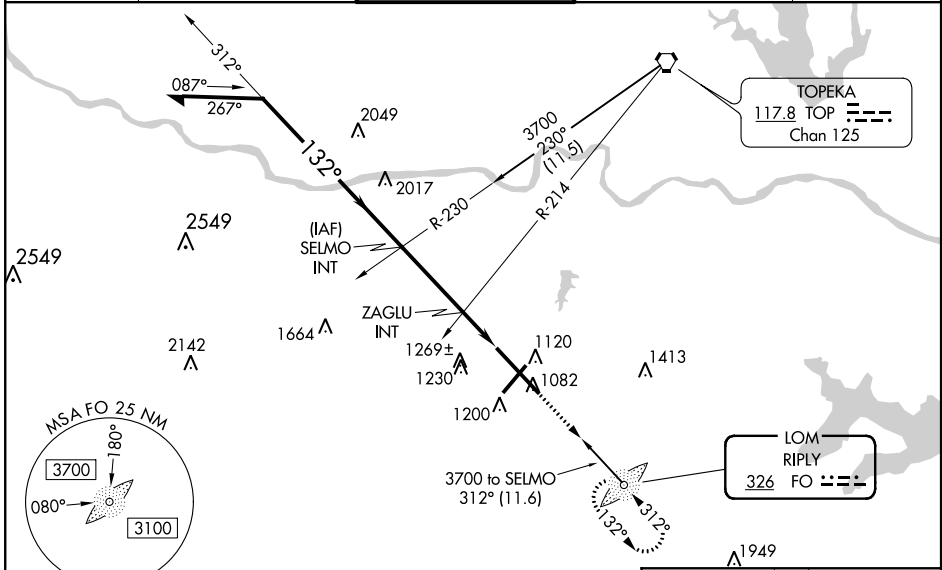 312°
087°
267°
2049
132°
3700
230°
(11.5)
TOPEKA
117.8 TOP
Chan 125
2017
R-230
R-214
(IAF)
SELMO
INT
2549
2549
ZAGLU
INT
1664
1269±
1230
1120
1082
1413
2142
1200
MSA FO 25 NM
180°
3700
080°
3100
3700 to SELMO
312° (11.6)
LOM
RIPLY
326 FO
132°
312°
1949